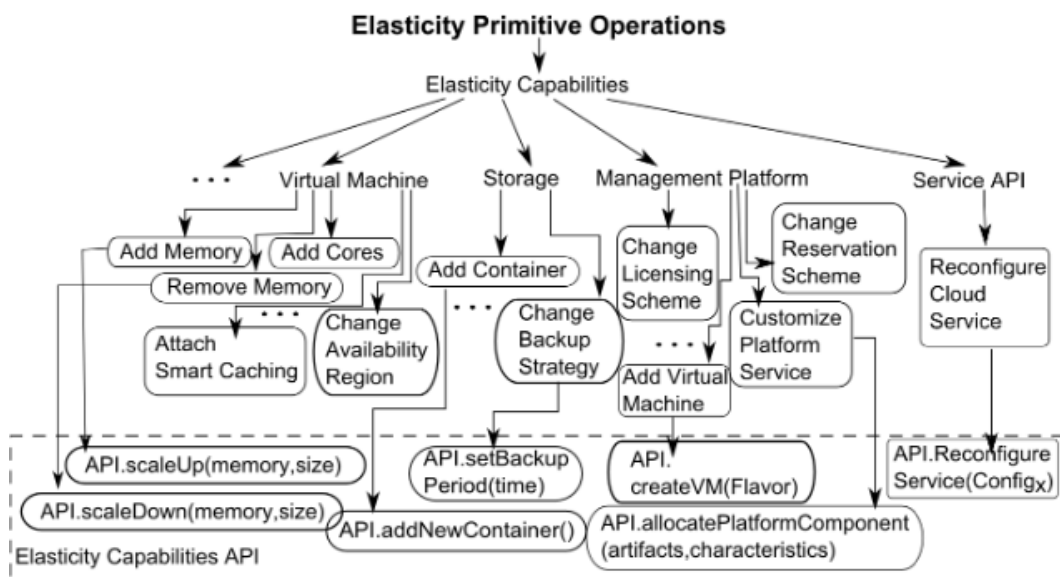 Elasticity Primitive Operations
Elasticity Capabilities
. . .
Virtual Machine
Storage
Management Platform
Service API
Add Memory
Add Cores
Remove Memory
. . .
Attach
Smart Caching
Change
Availability
Region
Add Container
. . .
Change
Backup
Strategy
Change
Licensing
Scheme
. . .
Add Virtual
Machine
Change
Reservation
Scheme
Customize
Platform
Service
Reconfigure
Cloud
Service
API.scaleUp(memory,size)
API.scaleDown(memory,size)
API.addNewContainer()
API.setBackup
Period(time)
API.
createVM(Flavor)
API.allocatePlatformComponent
(artifacts,characteristics)
API.Reconfigure
Service(Configx)
Elasticity Capabilities API